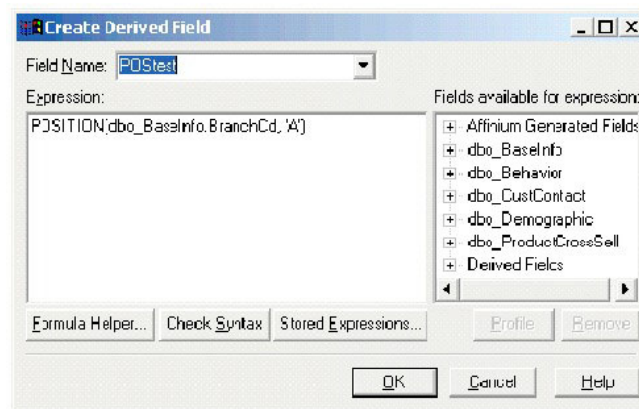 Create Derived Field
Field Name: POStest
Expression:
POSITION(dbo_BaseInfo.BranchCd, 'A')
Fields available for expression:
Affinium Generated Fields
dbo_BaseInfo
dbo_Behavior
dbo_CustContact
dbo_Demographic
dbo_ProductCrossSell
Derived Fields
Formula Helper... Check Syntax Stored Expressions... Profile Remove
OK Cancel Help